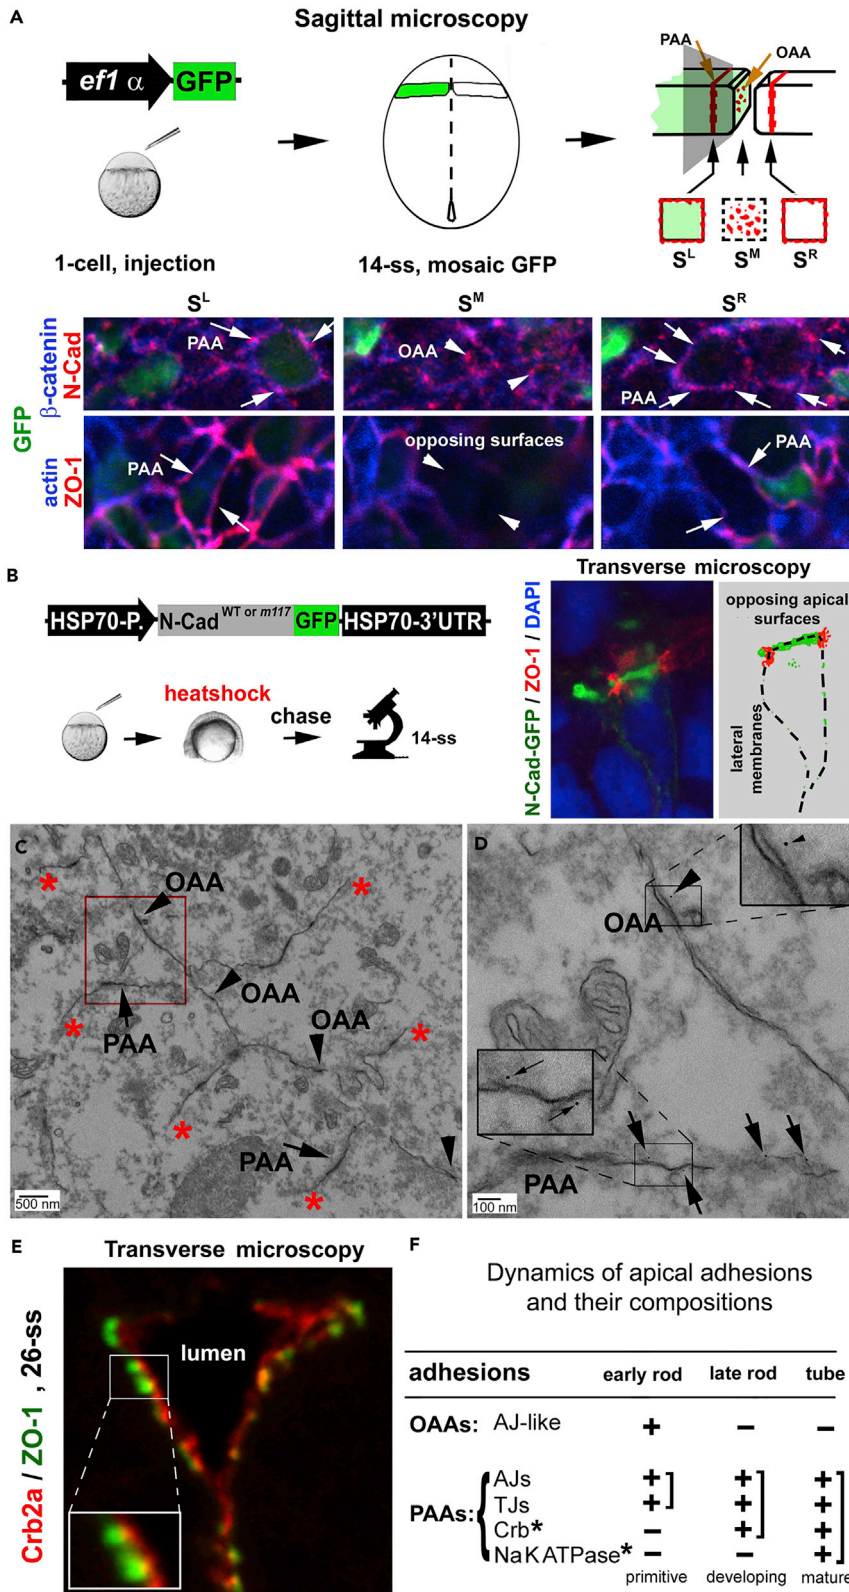 A
Sagittal microscopy
ef1 α GFP
PAA
OAA
1-cell, injection
14-ss, mosaic GFP
S^L S^M S^R
S^L S^M S^R
GFP
β-catenin
N-Cad
PAA
OAA
PAA
actin
ZO-1
PAA
opposing surfaces
PAA
B
HSP70-P. N-Cad WT or m117 GFP HSP70-3'UTR
heatshock
chase
14-ss
Transverse microscopy
N-Cad-GFP / ZO-1 / DAPI
opposing apical
surfaces
lateral
membranes
C
* OAA *
OAA
OAA
* PAA *
*
PAA
*
500 nm
D
OAA
PAA
100 nm
E
Transverse microscopy
Crb2a / ZO-1 , 26-ss
lumen
F
Dynamics of apical adhesions
and their compositions
adhesions early rod late rod tube
OAAs: AJ-like + – –
PAAs: { AJs + + +
TJs + + +
Crb* – + +
NaK ATPase* – – +
primitive developing mature